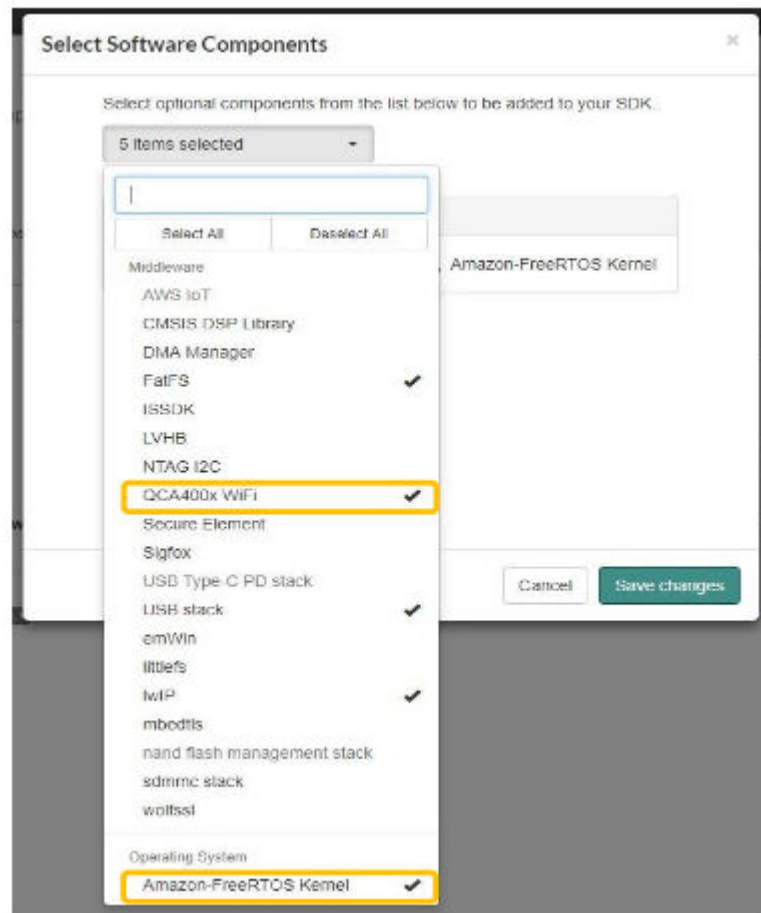 Select Software Components
×
Select optional components from the list below to be added to your SDK.
5 items selected
Select All Deselect All
, Amazon-FreeRTOS Kernel
Middleware
AWS IoT
CMSIS DSP Library
DMA Manager
FatFS
ISSDK
LVHB
NTAG I2C
QCA400x WiFi
Secure Element
Sigfox
USB Type-C PD stack
Cancel Save changes
USB stack
emWin
littlefs
lwIP
mbedtls
nand flash management stack
sdmmc stack
wolfssl
Operating System
Amazon-FreeRTOS Kernel